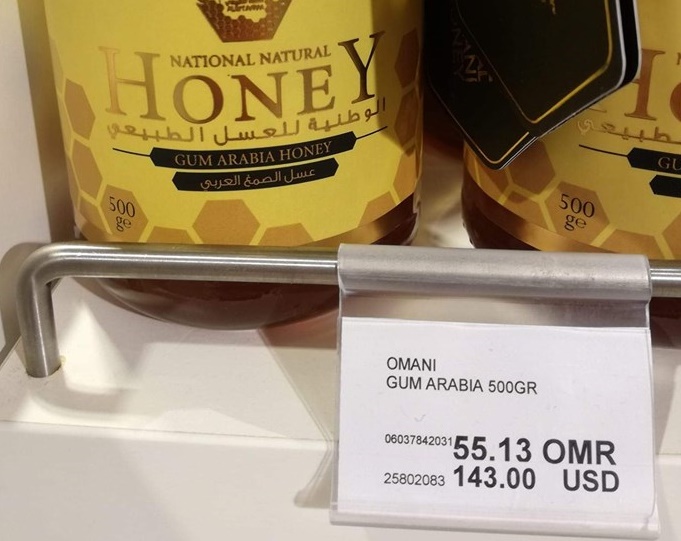 NATIONAL NATURAL
HONEY
الوطنية للعسل الطبيعي
GUM ARABIA HONEY
عسل الصمغ العربي
500
ge
500
ge
GU
OMANI
GUM ARABIA 500GR
06037842031 55.13 OMR
25802083 143.00 USD